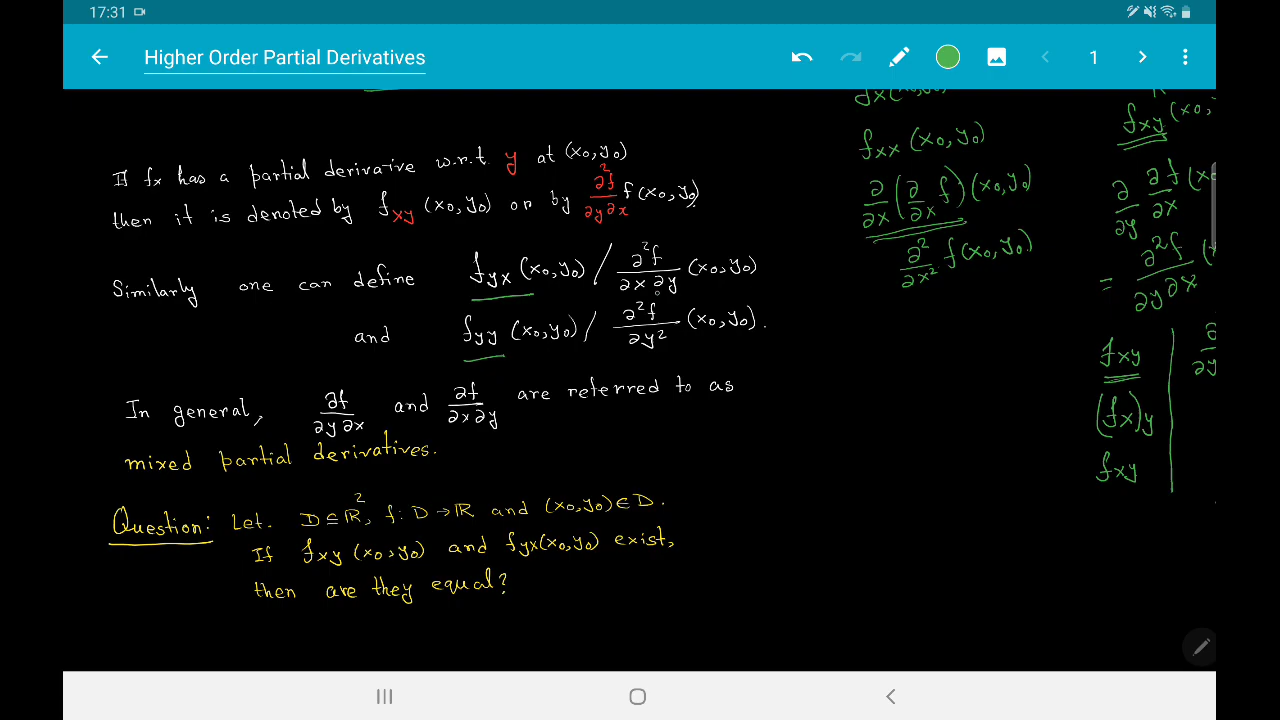 17:31
Higher Order Partial Derivatives
1
If fx has a partial derivative w.r.t. y at (x0,y0)
then it is denoted by fxy (x0,y0) or by ∂²f/∂y∂x f(x0,y0)
Similarly one can define fyx (x0,y0) / ∂²f/∂x∂y (x0,y0)
and fyy (x0,y0) / ∂²f/∂y² (x0,y0).
In general, ∂f/∂y∂x and ∂f/∂x∂y are referred to as
mixed partial derivatives.
Question: Let. D⊆ℝ², f: D→ℝ and (x0,y0)∈D.
If fxy (x0,y0) and fyx(x0,y0) exist,
then are they equal?
fxx (x0,y0)
∂/∂x (∂/∂x f) (x0,y0)
∂²/∂x² f(x0,y0)
fxy (x0,
∂/∂y ∂f/∂x (x0
= ∂²f/∂y∂x
fxy
(fx)y
fxy